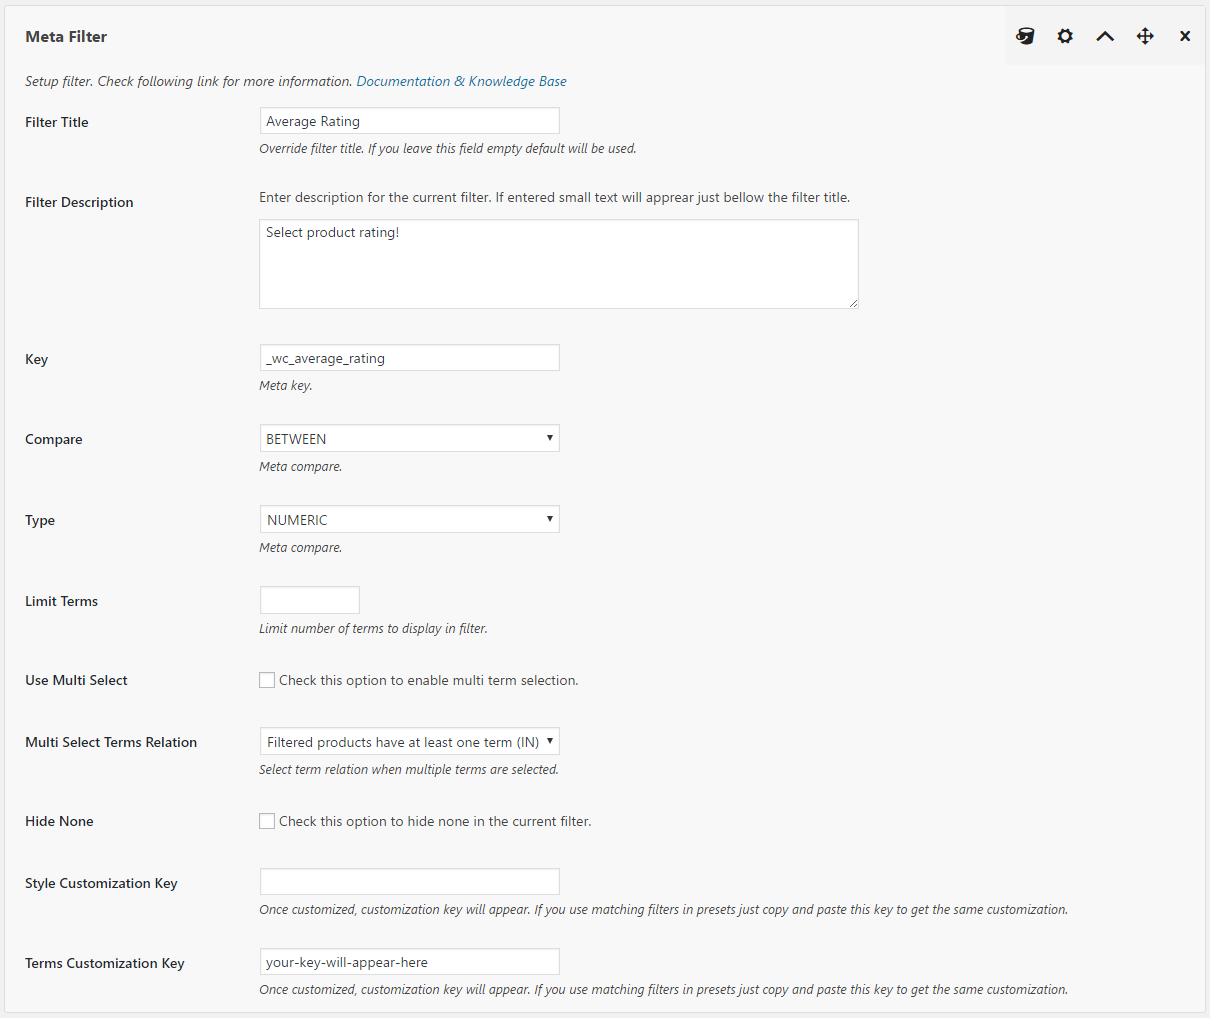 Meta Filter
Setup filter. Check following link for more information. Documentation & Knowledge Base
Filter Title
Average Rating
Override filter title. If you leave this field empty default will be used.
Filter Description
Enter description for the current filter. If entered small text will apprear just bellow the filter title.
Select product rating!
Key
_wc_average_rating
Meta key.
Compare
BETWEEN
Meta compare.
Type
NUMERIC
Meta compare.
Limit Terms
Limit number of terms to display in filter.
Use Multi Select
Check this option to enable multi term selection.
Multi Select Terms Relation
Filtered products have at least one term (IN)
Select term relation when multiple terms are selected.
Hide None
Check this option to hide none in the current filter.
Style Customization Key
Once customized, customization key will appear. If you use matching filters in presets just copy and paste this key to get the same customization.
Terms Customization Key
your-key-will-appear-here
Once customized, customization key will appear. If you use matching filters in presets just copy and paste this key to get the same customization.